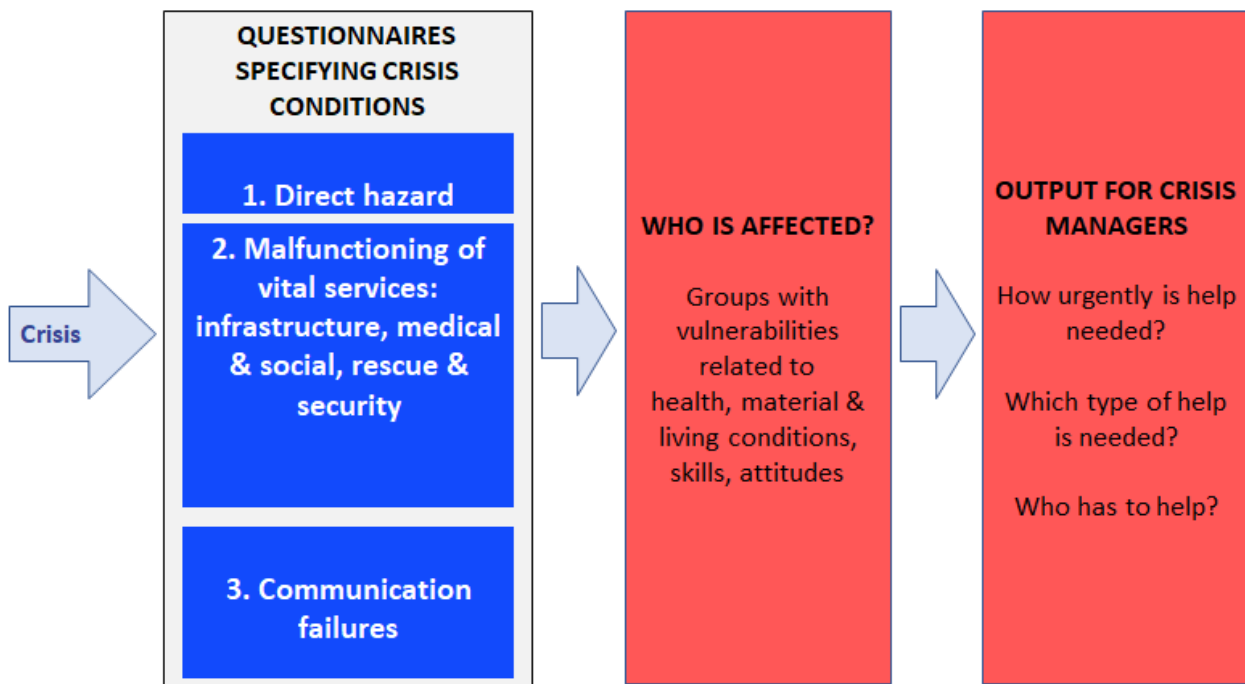 Crisis
QUESTIONNAIRES
SPECIFYING CRISIS
CONDITIONS
1. Direct hazard
2. Malfunctioning of
vital services:
infrastructure, medical
& social, rescue &
security
3. Communication
failures
WHO IS AFFECTED?
Groups with
vulnerabilities
related to
health, material &
living conditions,
skills, attitudes
OUTPUT FOR CRISIS
MANAGERS
How urgently is help
needed?
Which type of help
is needed?
Who has to help?